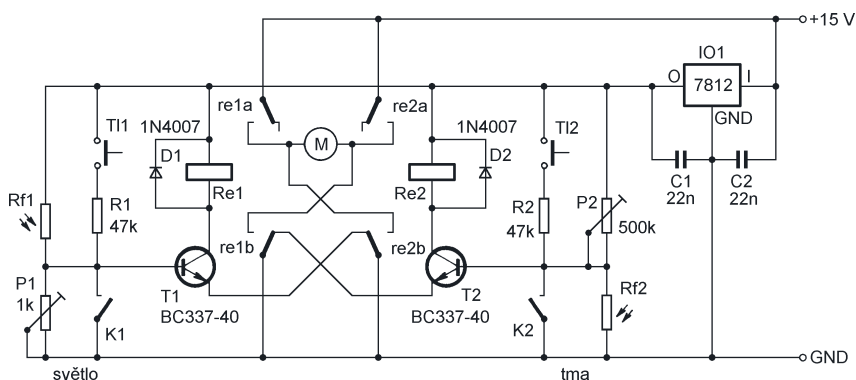 +15 V
IO1
O 7812 I
GND
re1a
re2a
Tl1
1N4007
M
1N4007
Tl2
D1
D2
C1
22n
C2
22n
Rf1
R1
47k
Re1
Re2
R2
47k
P2
500k
re1b
re2b
P1
1k
T1
BC337-40
T2
BC337-40
Rf2
K1
K2
GND
světlo
tma